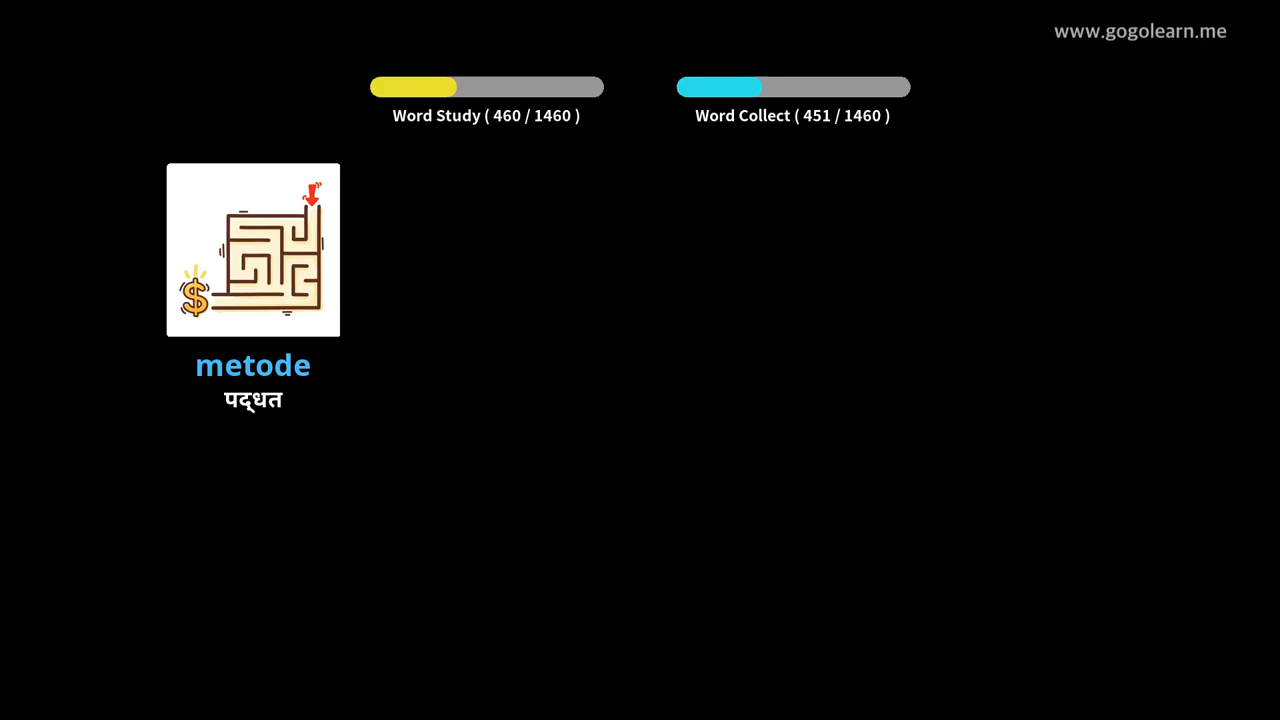 www.gogolearn.me
Word Study ( 460 / 1460 )
Word Collect ( 451 / 1460 )
$
metode
पद्धत